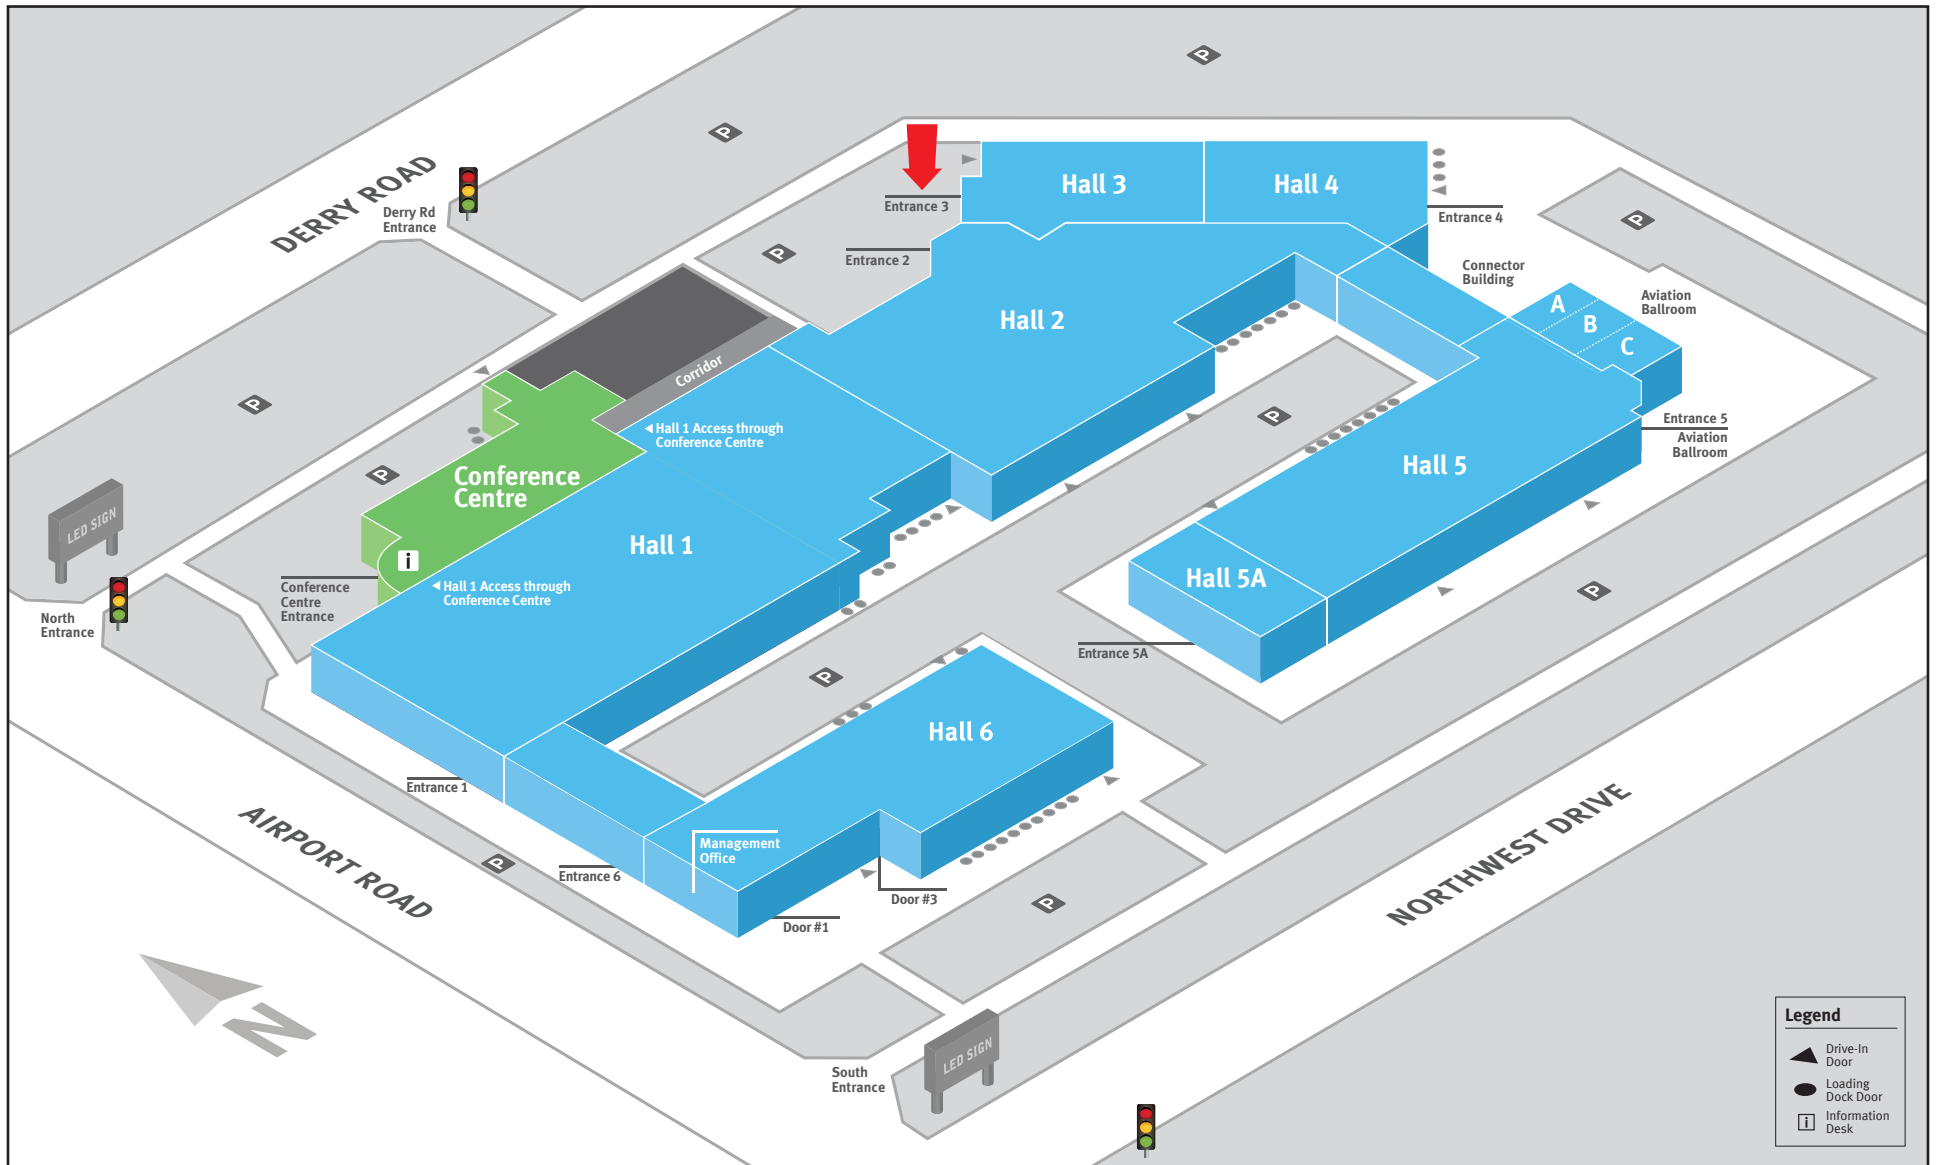 P
P
DERRY ROAD
Derry Rd
Entrance
Hall 3
Hall 4
Entrance 3
Entrance 4
P
P
Entrance 2
Connector
Building
Aviation
Ballroom
A
B
C
Hall 2
Corridor
P
P
Hall 1 Access through
Conference Centre
Entrance 5
Aviation
Ballroom
P
Conference
Centre
Hall 5
LED SIGN
Hall 1
i
Hall 5A
Hall 1 Access through
Conference Centre
Conference
Centre
Entrance
P
North
Entrance
Entrance 5A
P
Hall 6
Entrance 1
AIRPORT ROAD
NORTHWEST DRIVE
Management
Office
P
Entrance 6
Door #3
P
Door #1
N
LED SIGN
South
Entrance
Legend
Drive-In
Door
Loading
Dock Door
i
Information
Desk